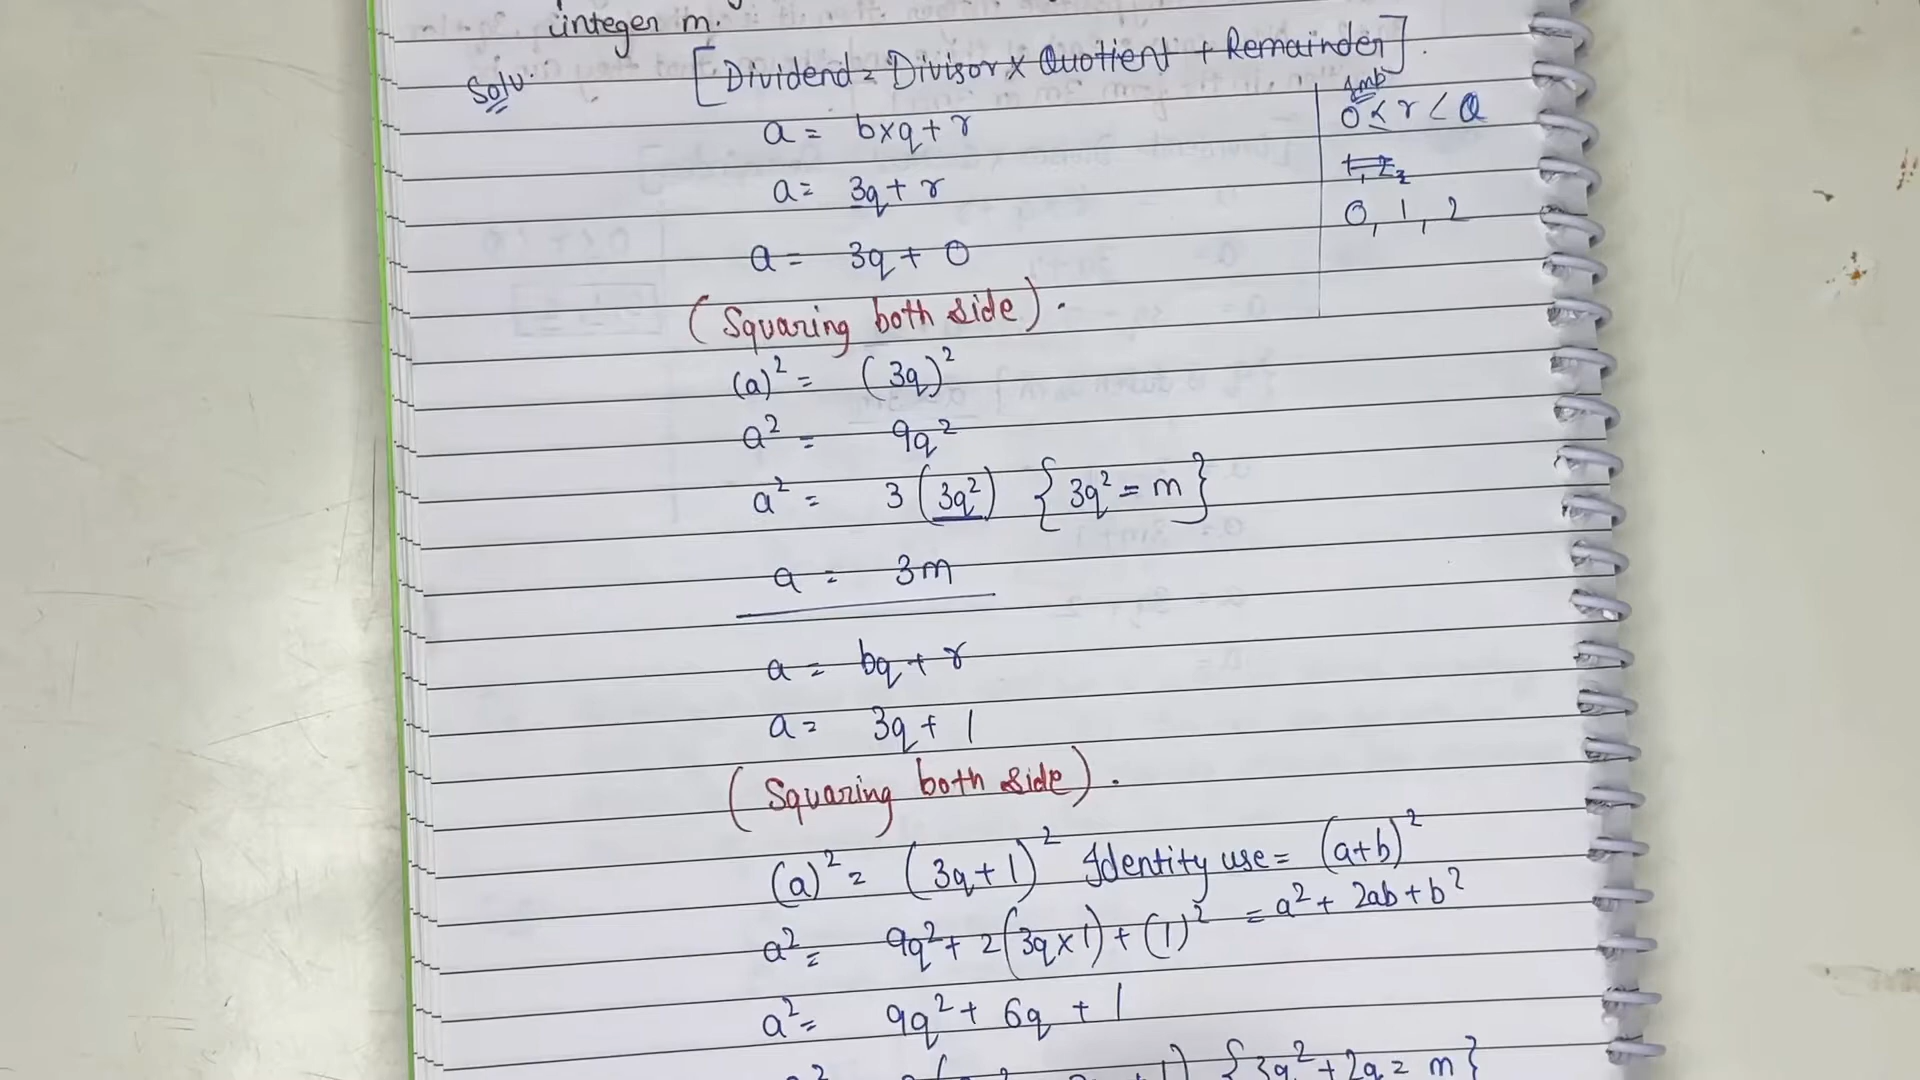 integer m.
Solu. [Dividend = Divisor × Quotient + Remainder].
Imp
a = b×q + r
0 ≤ r < Q
a = 3q + r
0, 1, 2
a = 3q + 0
(Squaring both side).
(a)² = (3q)²
a² = 9q²
a² = 3(3q²) {3q² = m}
a = 3m
a = bq + r
a = 3q + 1
(Squaring both side).
(a)² = (3q+1)² Identity use = (a+b)²
= a² + 2ab + b²
a² = 9q² + 2(3q×1) + (1)²
a² = 9q² + 6q + 1
{3q² + 2q = m}